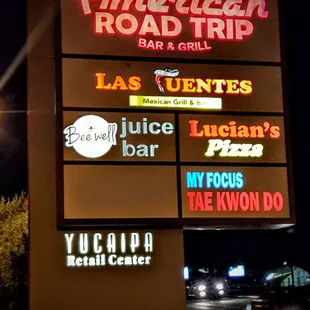 American
ROAD TRIP
BAR & GRILL
LAS FUENTES
Mexican Grill &
Bee well
juice
bar
Lucian's
Pizza
MY FOCUS
TAE KWON DO
YUCAIPA
Retail Center